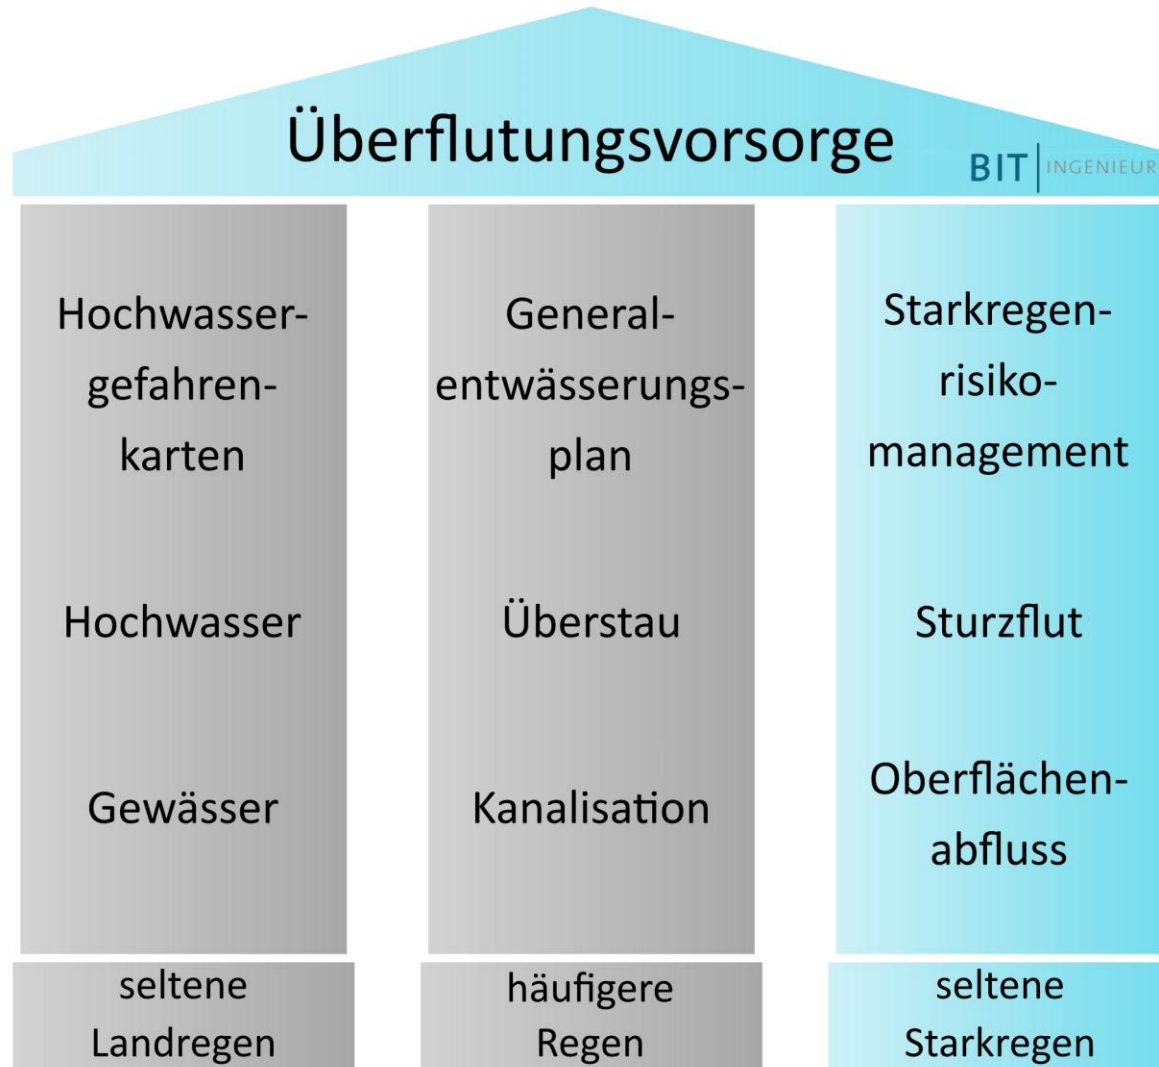 Überflutungsvorsorge
BIT INGENIEUR
Hochwasser-
gefahren-
karten
Hochwasser
Gewässer
seltene
Landregen
General-
entwässerungs-
plan
Überstau
Kanalisation
häufigere
Regen
Starkregen-
risiko-
management
Sturzflut
Oberflächen-
abfluss
seltene
Starkregen